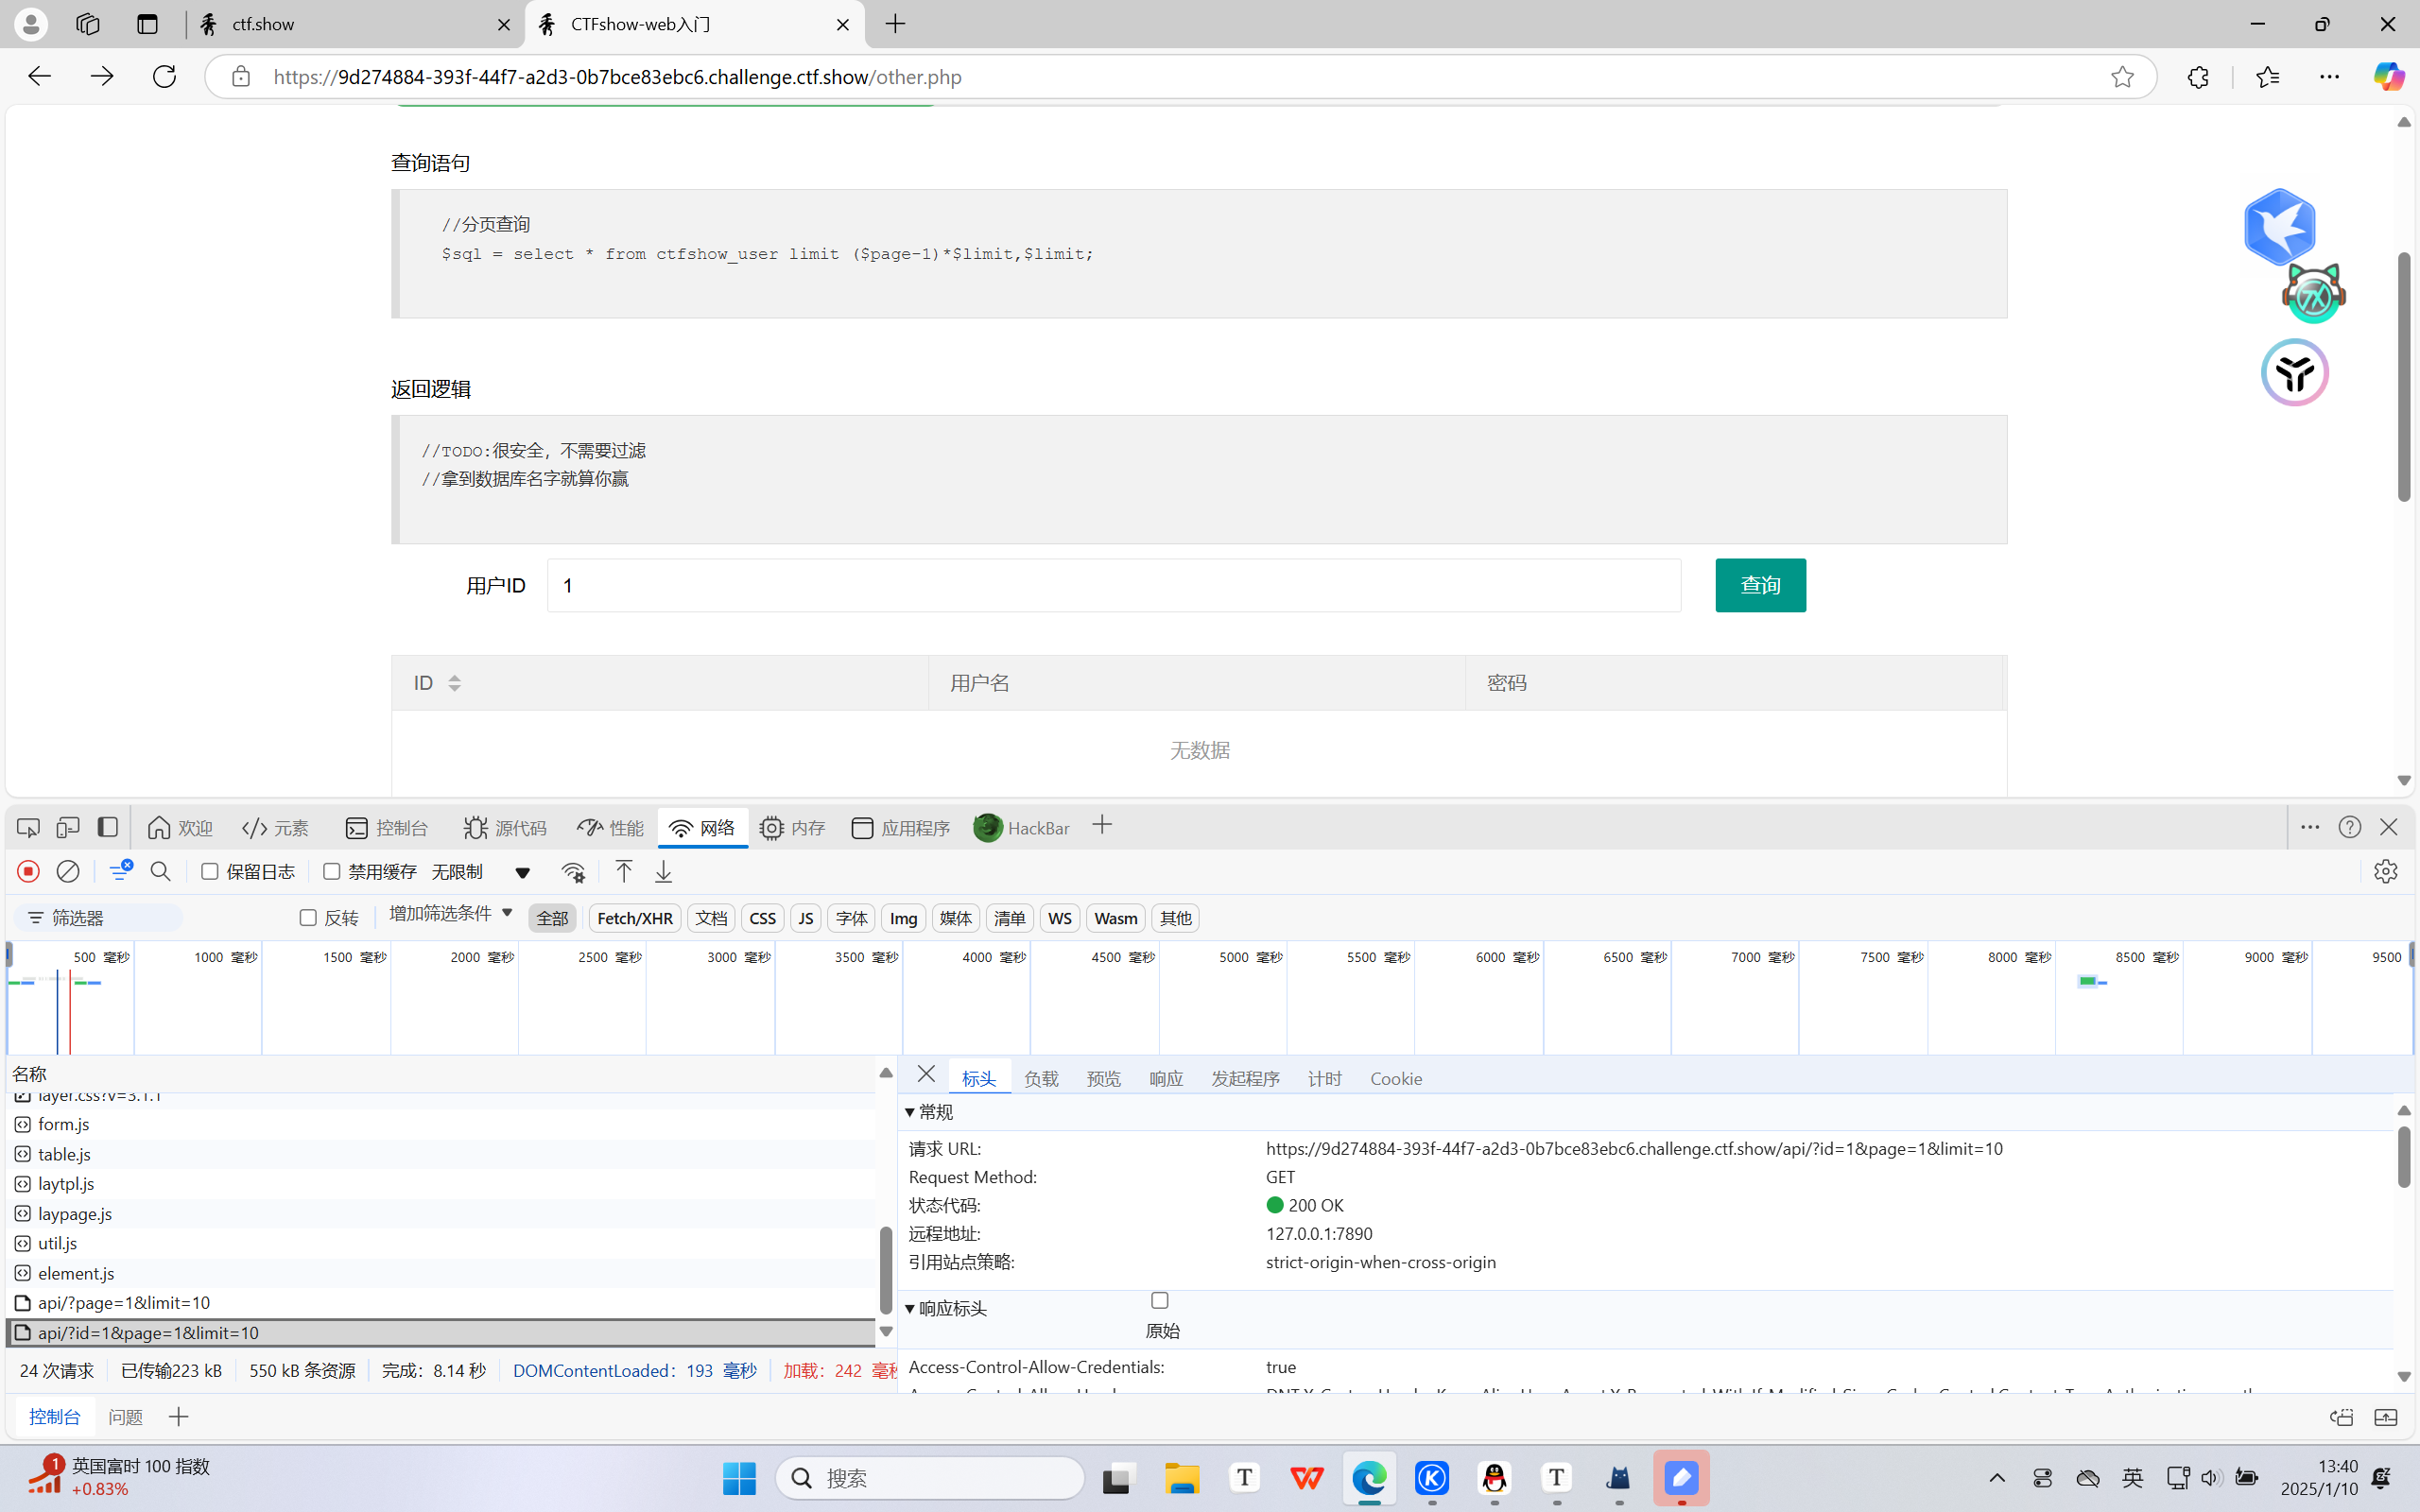 ctf.show
CTFshow-web入门
https://9d274884-393f-44f7-a2d3-0b7bce83ebc6.challenge.ctf.show/other.php
查询语句
//分页查询
$sql = select * from ctfshow_user limit ($page-1)*$limit,$limit;
返回逻辑
//TODO:很安全，不需要过滤
//拿到数据库名字就算你赢
用户ID 1 查询
ID 用户名 密码
无数据
欢迎 元素 控制台 源代码 性能 网络 内存 应用程序 HackBar
保留日志 禁用缓存 无限制
筛选器 反转 增加筛选条件 全部 Fetch/XHR 文档 CSS JS 字体 Img 媒体 清单 WS Wasm 其他
500 毫秒 1000 毫秒 1500 毫秒 2000 毫秒 2500 毫秒 3000 毫秒 3500 毫秒 4000 毫秒 4500 毫秒 5000 毫秒 5500 毫秒 6000 毫秒 6500 毫秒 7000 毫秒 7500 毫秒 8000 毫秒 8500 毫秒 9000 毫秒 9500
名称
layer.css?v=3.1.1
form.js
table.js
laytpl.js
laypage.js
util.js
element.js
api/?page=1&limit=10
api/?id=1&page=1&limit=10
24 次请求 已传输223 kB 550 kB 条资源 完成：8.14 秒 DOMContentLoaded：193 毫秒 加载：242 毫秒
标头 负载 预览 响应 发起程序 计时 Cookie
常规
请求 URL: https://9d274884-393f-44f7-a2d3-0b7bce83ebc6.challenge.ctf.show/api/?id=1&page=1&limit=10
Request Method: GET
状态代码: 200 OK
远程地址: 127.0.0.1:7890
引用站点策略: strict-origin-when-cross-origin
响应标头
原始
Access-Control-Allow-Credentials: true
控制台 问题
1 英国富时 100 指数
+0.83%
搜索
英
13:40
2025/1/10